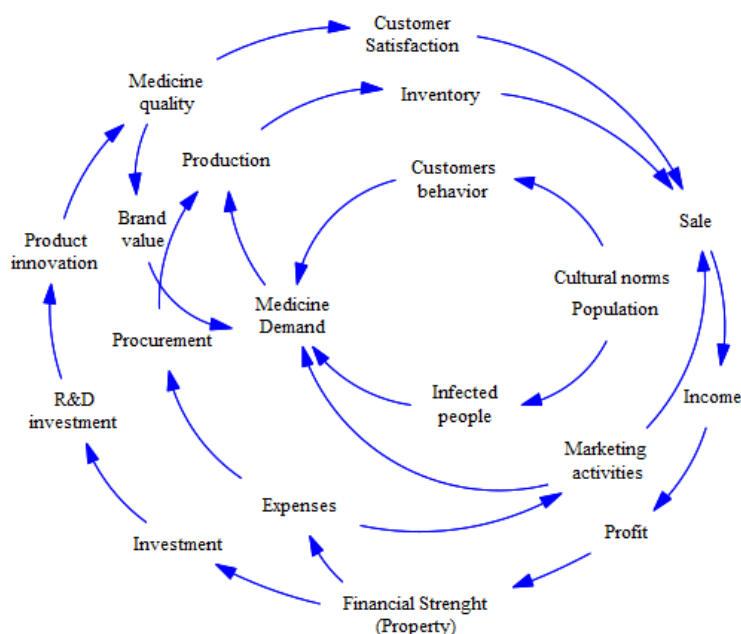 Customer
Satisfaction
Medicine
quality
Inventory
Production
Customers
behavior
Brand
value
Sale
Product
innovation
Cultural norms
Medicine
Demand
Population
Procurement
R&D
investment
Infected
people
Income
Marketing
activities
Expenses
Profit
Investment
Financial Strenght
(Property)